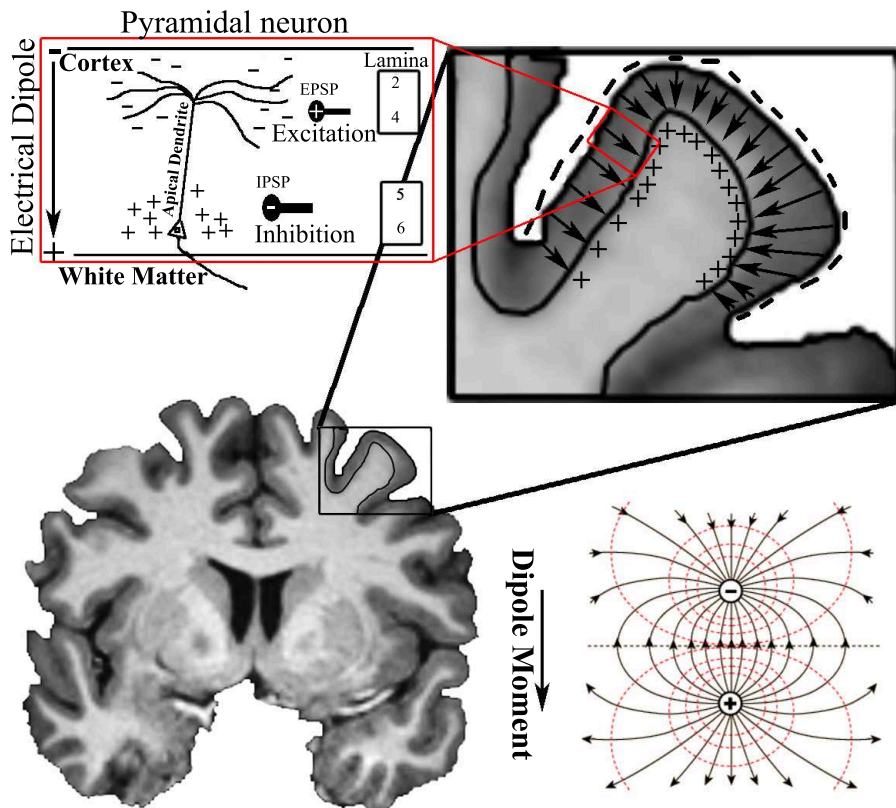 Pyramidal neuron
Electrical Dipole
-
+
Cortex
Lamina
2
4
EPSP
+
Excitation
Apical Dendrite
5
6
IPSP
-
Inhibition
White Matter
Dipole Moment
-
+